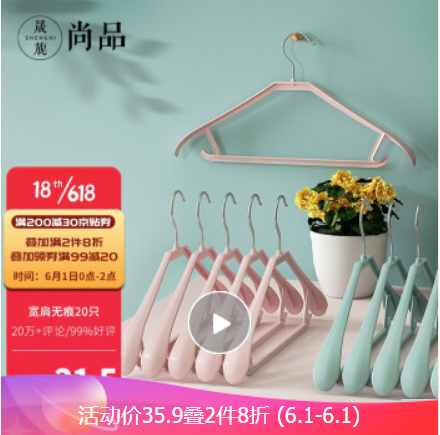 晟旎
SHENGNI
尚品
18th/618
满200减30京贴券
叠加满2件8折
叠加领券满99减20
时间：6月1日0点-2点
宽肩无痕20只
20万+评论/99%好评
活动价35.9叠2件8折 (6.1-6.1)